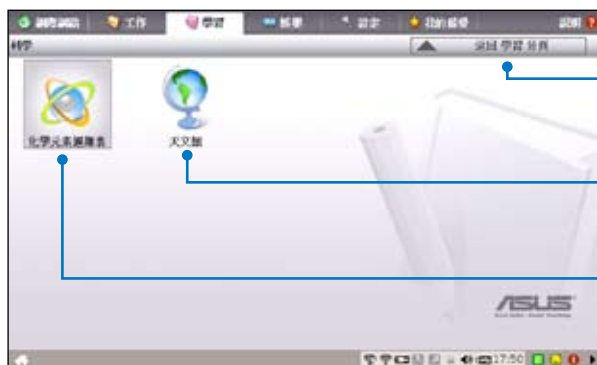 網際網路 工作 學習 娛樂 設定 我的最愛 說明 ?
科學
返回 學習 分頁
化學元素週期表 天文館
ASUS
17:50